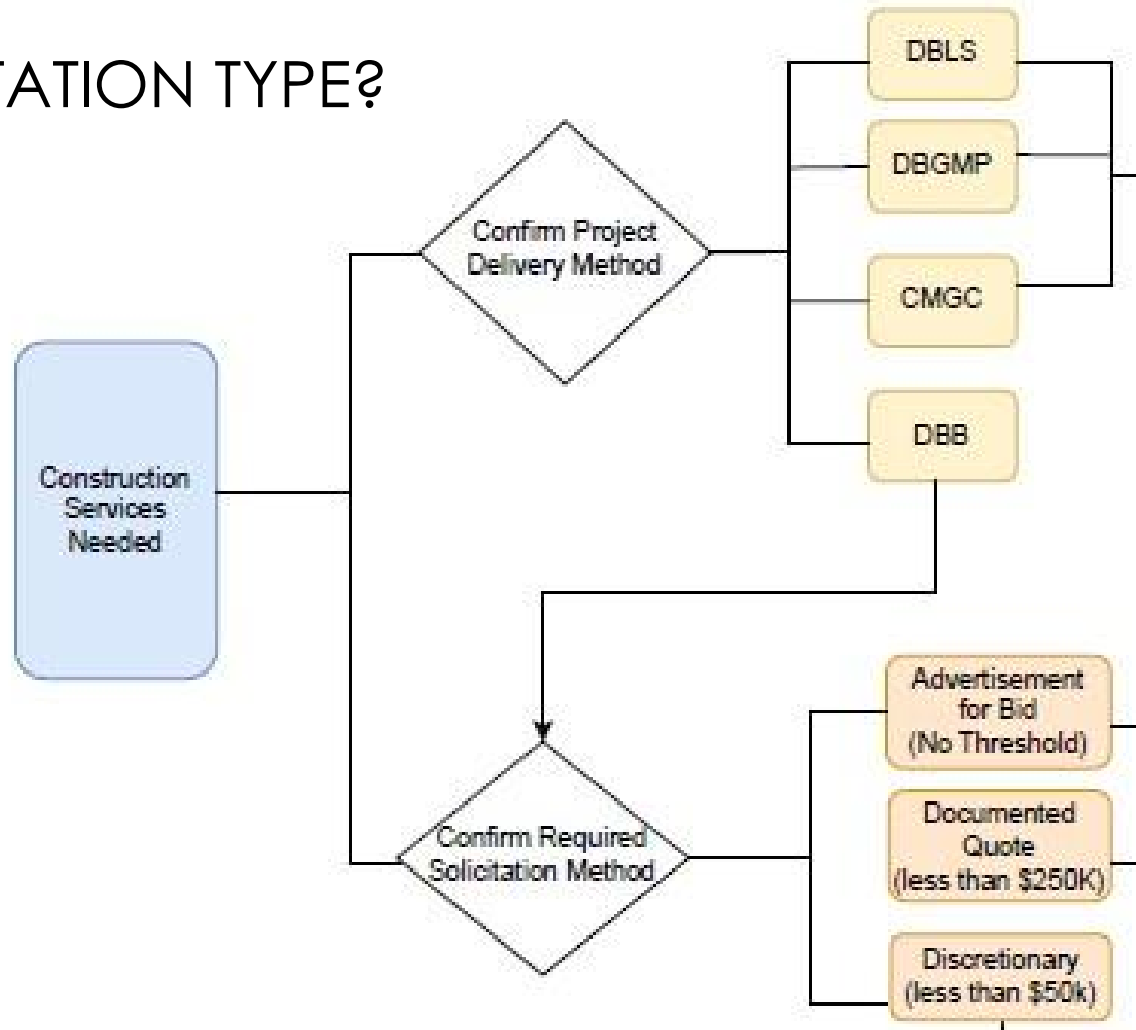 TATION TYPE?
DBLS
DBGMP
Confirm Project
Delivery Method
CMGC
DBB
Construction
Services
Needed
Advertisement
for Bid
(No Threshold)
Confirm Required
Solicitation Method
Documented
Quote
(less than $250K)
Discretionary
(less than $50k)